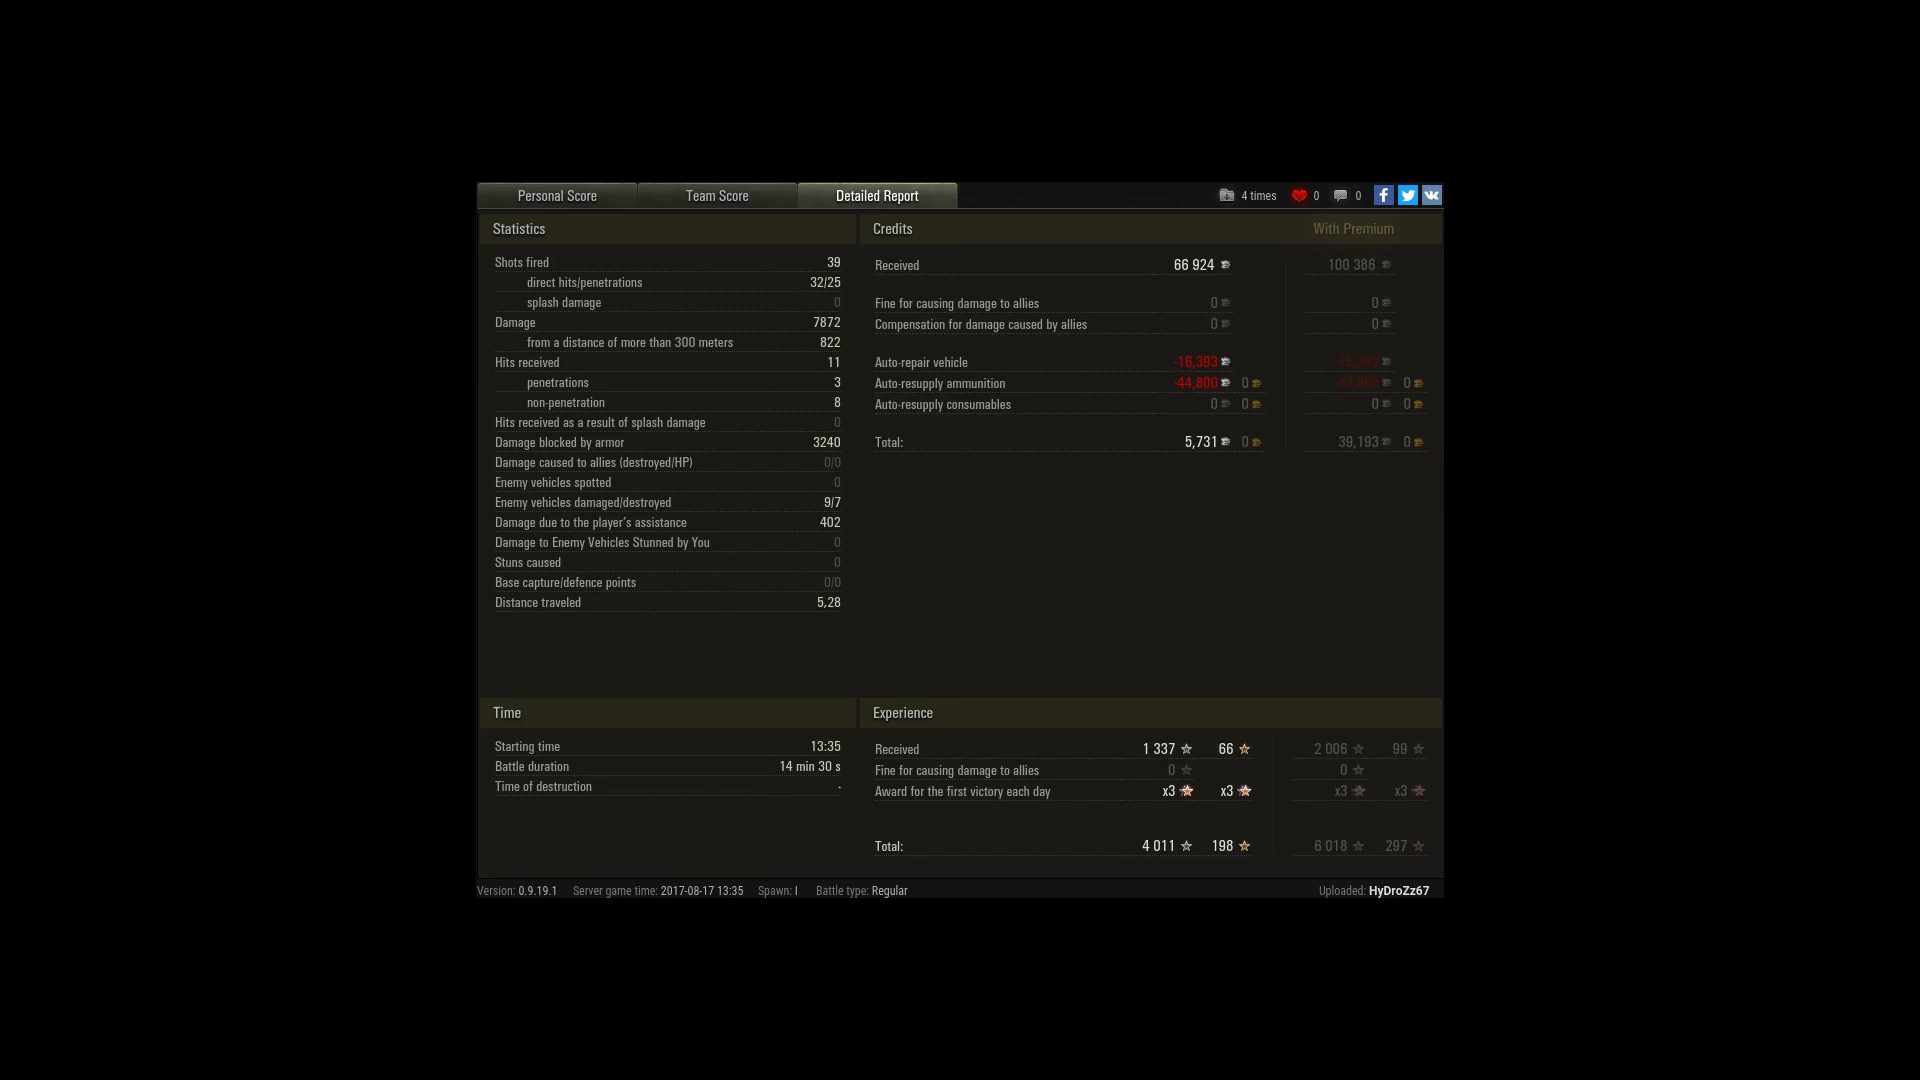 Personal Score Team Score Detailed Report 4 times 0 0
Statistics
Shots fired 39
direct hits/penetrations 32/25
splash damage 0
Damage 7872
from a distance of more than 300 meters 822
Hits received 11
penetrations 3
non-penetration 8
Hits received as a result of splash damage 0
Damage blocked by armor 3240
Damage caused to allies (destroyed/HP) 0/0
Enemy vehicles spotted 0
Enemy vehicles damaged/destroyed 9/7
Damage due to the player's assistance 402
Damage to Enemy Vehicles Stunned by You 0
Stuns caused 0
Base capture/defence points 0/0
Distance traveled 5,28
Credits With Premium
Received 66 924 100 386
Fine for causing damage to allies 0 0
Compensation for damage caused by allies 0 0
Auto-repair vehicle -16,393 -16,393
Auto-resupply ammunition -44,800 0 -44,800 0
Auto-resupply consumables 0 0 0 0
Total: 5,731 0 39,193 0
Time
Starting time 13:35
Battle duration 14 min 30 s
Time of destruction -
Experience
Received 1 337 66 2 006 99
Fine for causing damage to allies 0 0
Award for the first victory each day x3 x3 x3 x3
Total: 4 011 198 6 018 297
Version: 0.9.19.1 Server game time: 2017-08-17 13:35 Spawn: I Battle type: Regular Uploaded: HyDroZz67